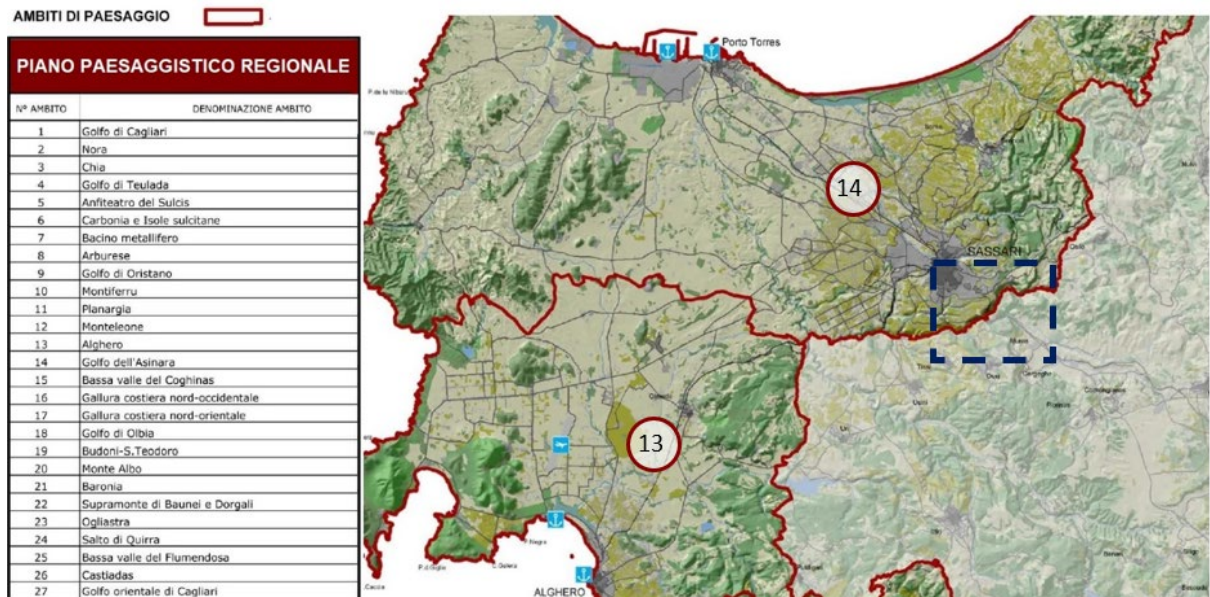 AMBITI DI PAESAGGIO
PIANO PAESAGGISTICO REGIONALE
N° AMBITO DENOMINAZIONE AMBITO
1 Golfo di Cagliari
2 Nora
3 Chia
4 Golfo di Teulada
5 Anfiteatro del Sulcis
6 Carbonia e Isole sulcitane
7 Bacino metallifero
8 Arburese
9 Golfo di Oristano
10 Montiferru
11 Planargia
12 Monteleone
13 Alghero
14 Golfo dell'Asinara
15 Bassa valle del Coghinas
16 Gallura costiera nord-occidentale
17 Gallura costiera nord-orientale
18 Golfo di Olbia
19 Budoni-S.Teodoro
20 Monte Albo
21 Baronia
22 Supramonte di Baunei e Dorgali
23 Ogliastra
24 Salto di Quirra
25 Bassa valle del Flumendosa
26 Castiadas
27 Golfo orientale di Cagliari
Porto Torres
14
SASSARI
13
ALGHERO